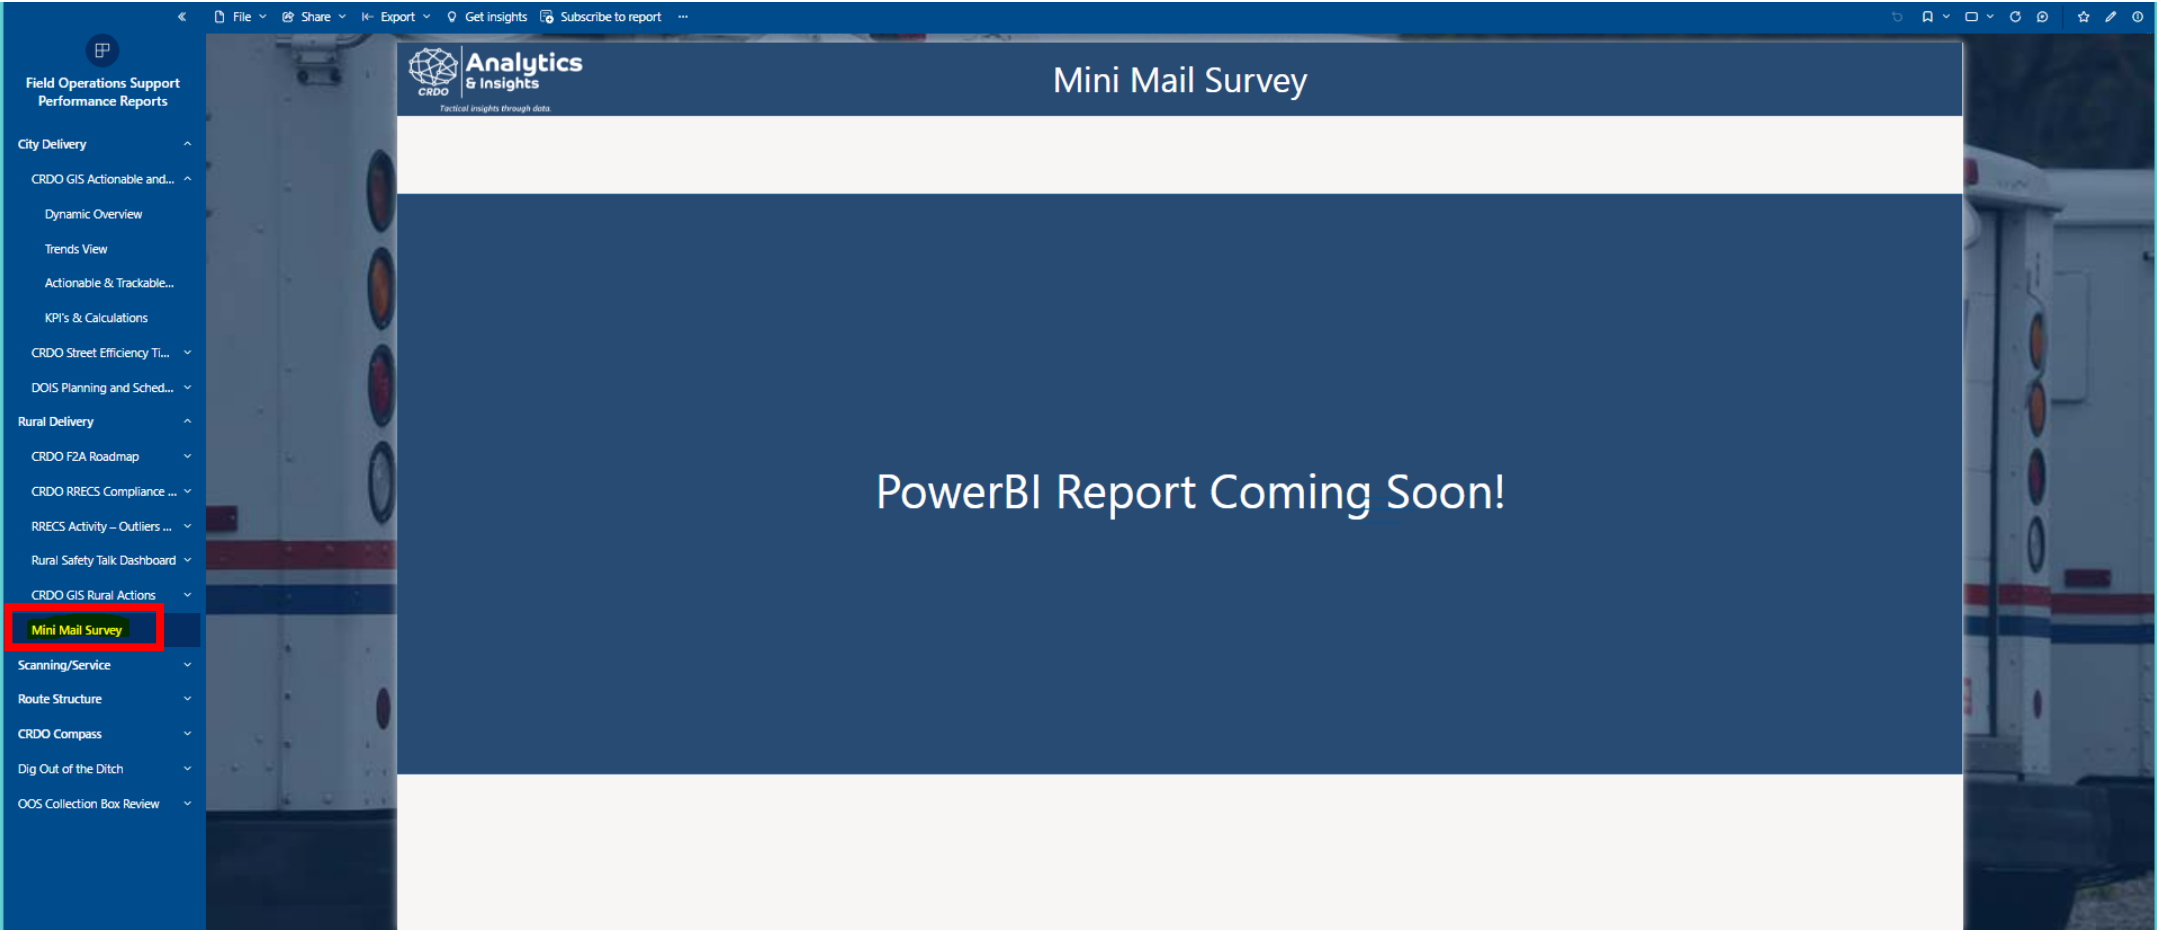 File
Share
Export
Get insights
Subscribe to report
Field Operations Support
Performance Reports
City Delivery
CRDO GIS Actionable and...
Dynamic Overview
Trends View
Actionable & Trackable...
KPI's & Calculations
CRDO Street Efficiency Ti...
DOIS Planning and Sched...
Rural Delivery
CRDO F2A Roadmap
CRDO RRECS Compliance ...
RRECS Activity – Outliers ...
Rural Safety Talk Dashboard
CRDO GIS Rural Actions
Mini Mail Survey
Scanning/Service
Route Structure
CRDO Compass
Dig Out of the Ditch
OOS Collection Box Review
CRDO
Analytics
& Insights
Tactical insights through data.
Mini Mail Survey
PowerBI Report Coming Soon!